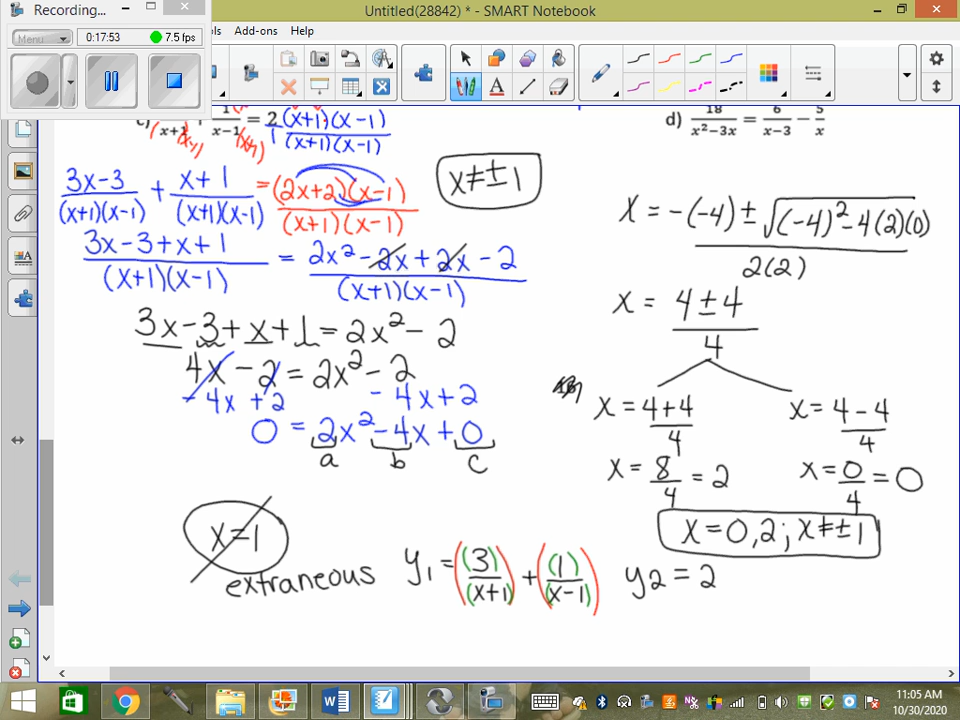 Recording...
Untitled(28842) * - SMART Notebook
Menu
0:17:53
7.5 fps
ols Add-ons Help
x+1 x-1 = 2 (x+1)(x-1)
1 (x+1)(x-1)
d) 18/(x²-3x) = 6/(x-3) - 5/x
(3x-3)/((x+1)(x-1)) + (x+1)/((x+1)(x-1)) = (2x+2)(x-1)/((x+1)(x-1))
x≠±1
(3x-3+x+1)/((x+1)(x-1)) = (2x²-2x+2x-2)/((x+1)(x-1))
3x-3+x+1=2x²-2
4x-2=2x²-2
-4x+2 -4x+2
0 = 2x²-4x+0
a b c
x = -(-4) ± √((-4)²-4(2)(0))
2(2)
x = (4±4)/4
x = (4+4)/4 x = (4-4)/4
x = 8/4 = 2 x = 0/4 = 0
x=0,2; x≠±1
x=1
extraneous
y₁ = ((3)/(x+1)) + ((1)/(x-1)) y2 = 2
11:05 AM
10/30/2020